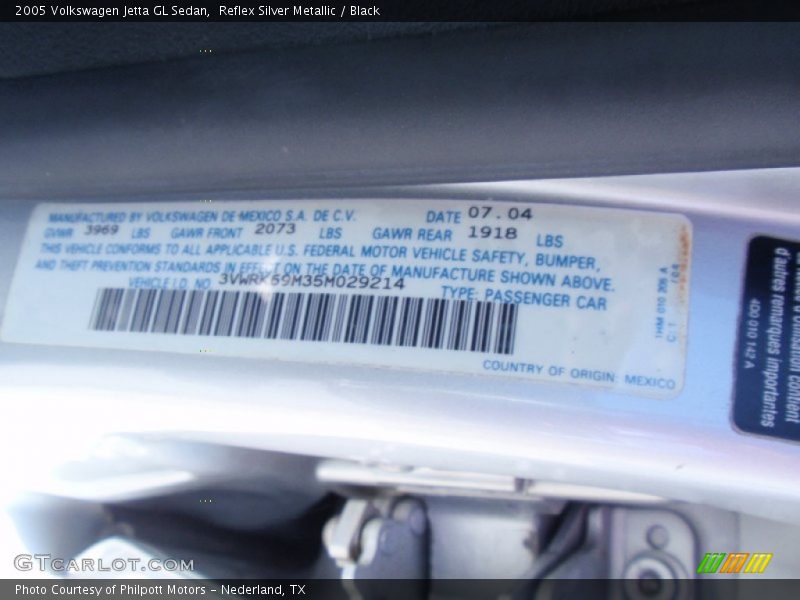 2005 Volkswagen Jetta GL Sedan,  Reflex Silver Metallic / Black
MANUFACTURED BY VOLKSWAGEN DE MEXICO S.A. DE C.V. DATE 07.04
GVWR 3969 LBS GAWR FRONT 2073 LBS GAWR REAR 1918 LBS
THIS VEHICLE CONFORMS TO ALL APPLICABLE U.S. FEDERAL MOTOR VEHICLE SAFETY, BUMPER,
AND THEFT PREVENTION STANDARDS IN EFFECT ON THE DATE OF MANUFACTURE SHOWN ABOVE.
VEHICLE I.D. NO 3VWRK69M35M029214 TYPE: PASSENGER CAR
COUNTRY OF ORIGIN: MEXICO
1HM 010 205 A
d'autres remarques importantes
4D0 010 142 A
GTCarLot.com
Photo Courtesy of Philpott Motors - Nederland, TX